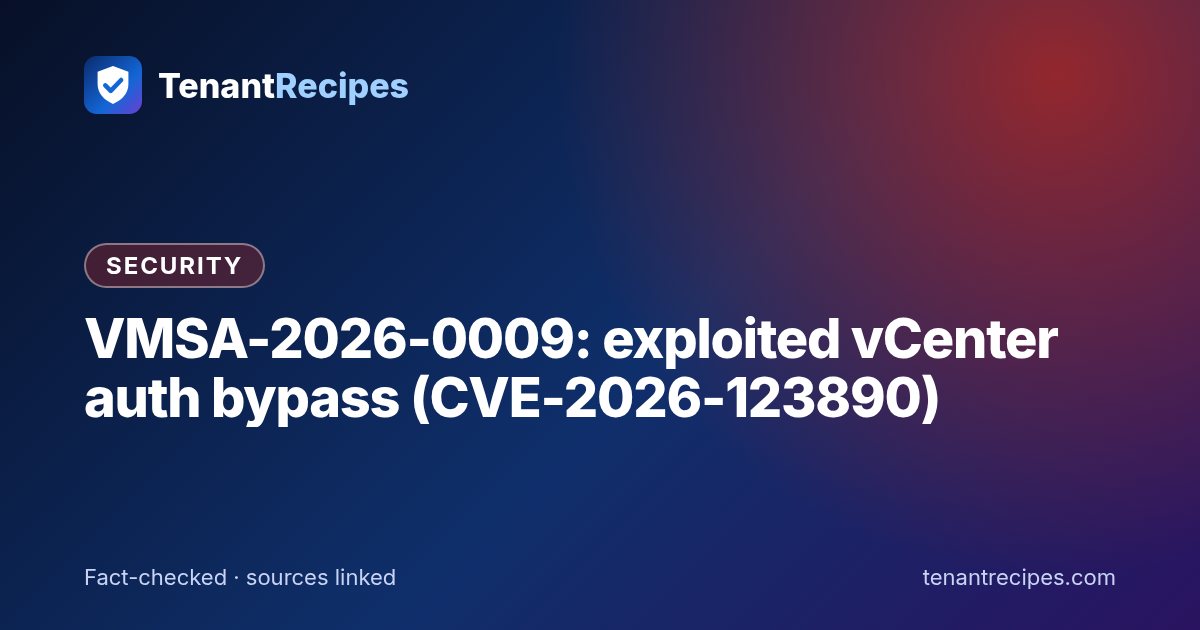 TenantRecipes
SECURITY
VMSA-2026-0009: exploited vCenter
auth bypass (CVE-2026-123890)
Fact-checked · sources linked
tenantrecipes.com